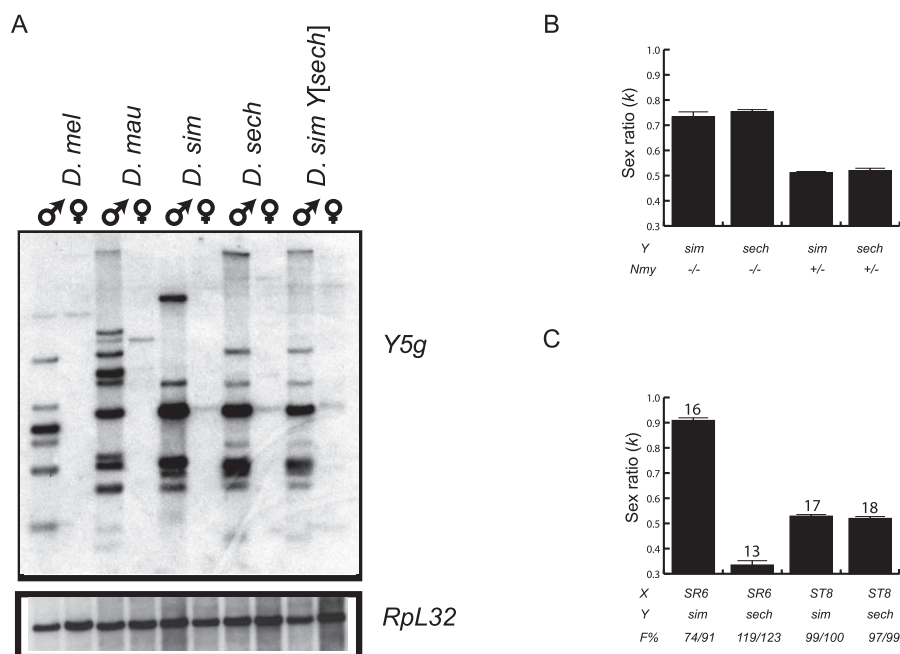 A
D. mel
D. mau
D. sim
D. sech
D. sim Y[sech]
♂♀ ♂♀ ♂♀ ♂♀ ♂♀
Y5g
RpL32
B
Sex ratio (k)
1.0
0.9
0.8
0.7
0.6
0.5
0.4
0.3
Y sim sech sim sech
Nmy -/- -/- +/- +/-
C
Sex ratio (k)
1.0
0.9
0.8
0.7
0.6
0.5
0.4
0.3
16
13
17
18
X SR6 SR6 ST8 ST8
Y sim sech sim sech
F% 74/91 119/123 99/100 97/99